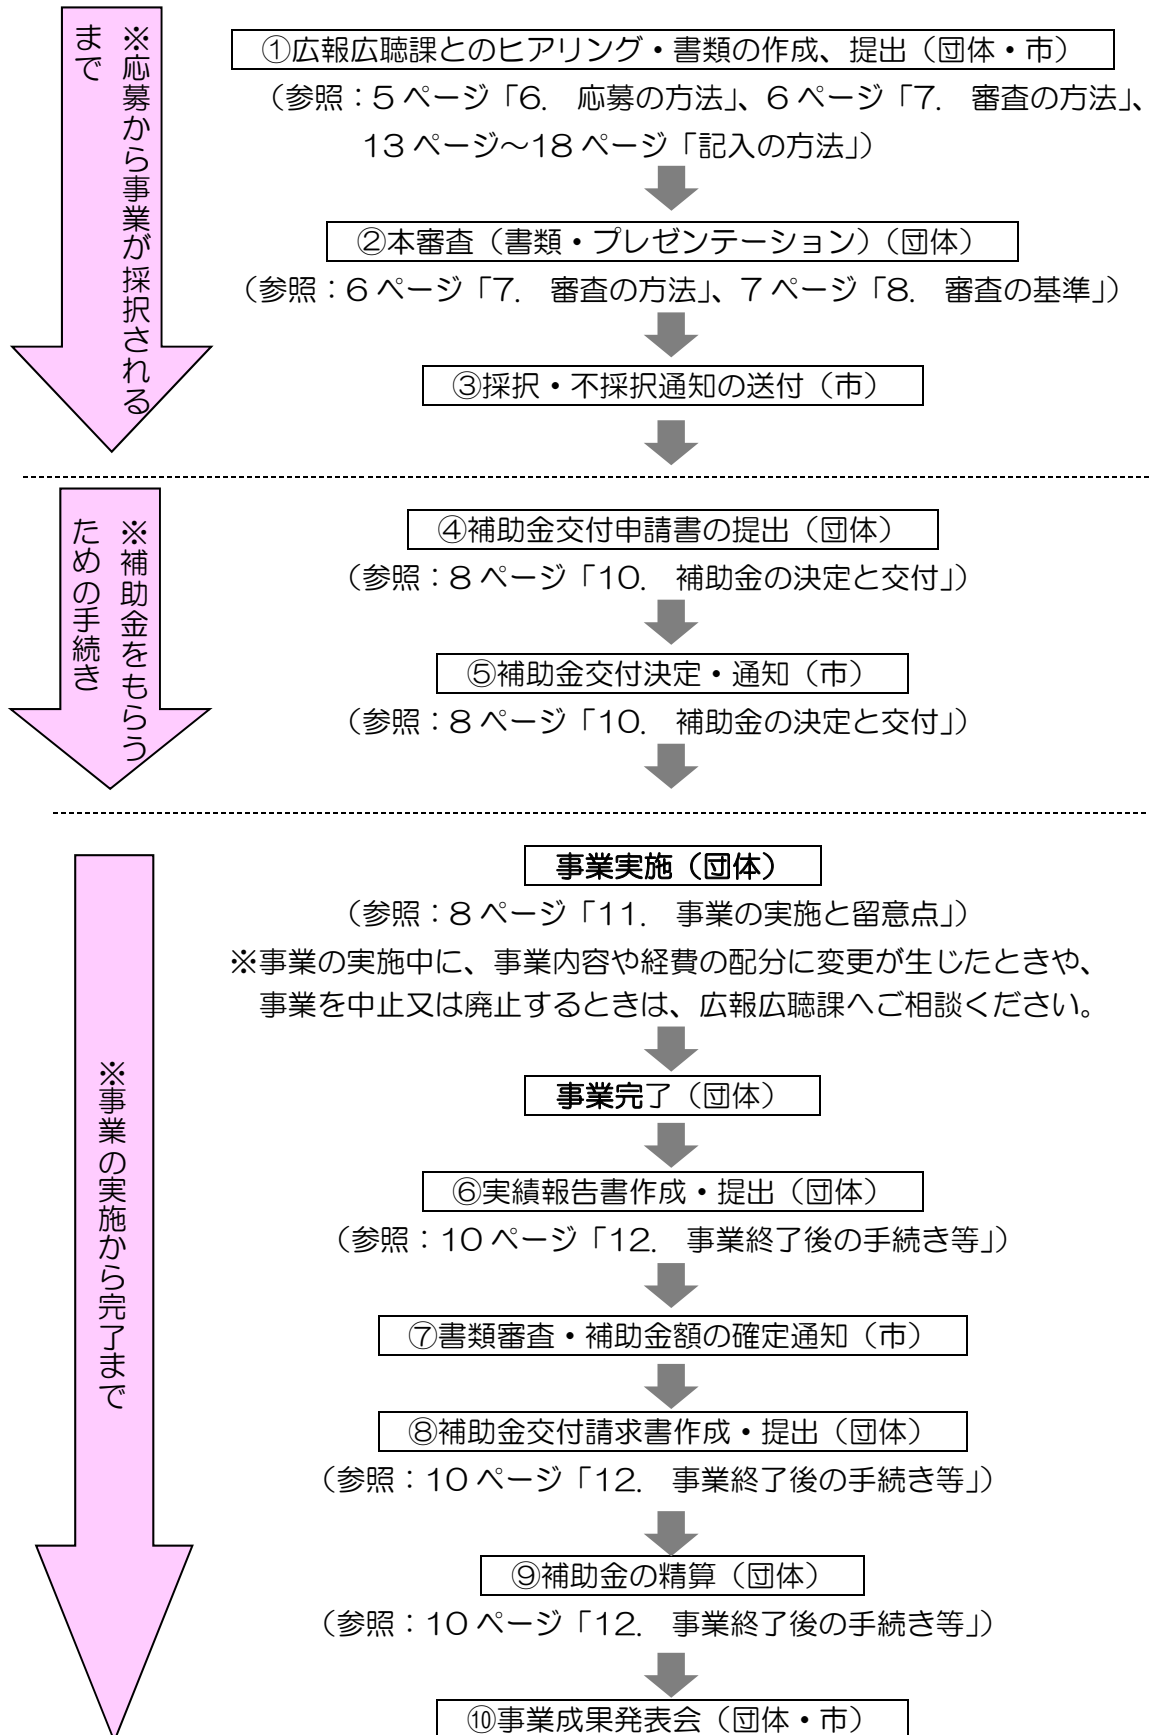 ※応募から事業が採択される
まで
①広報広聴課とのヒアリング・書類の作成、提出（団体・市）
（参照：5 ページ「6.　応募の方法」、6 ページ「7.　審査の方法」、
13 ページ～18 ページ「記入の方法」）
②本審査（書類・プレゼンテーション）（団体）
（参照：6 ページ「7.　審査の方法」、7 ページ「8.　審査の基準」）
③採択・不採択通知の送付（市）
※補助金をもらう
ための手続き
④補助金交付申請書の提出（団体）
（参照：8 ページ「10.　補助金の決定と交付」）
⑤補助金交付決定・通知（市）
（参照：8 ページ「10.　補助金の決定と交付」）
※事業の実施から完了まで
事業実施（団体）
（参照：8 ページ「11.　事業の実施と留意点」）
※事業の実施中に、事業内容や経費の配分に変更が生じたときや、
事業を中止又は廃止するときは、広報広聴課へご相談ください。
事業完了（団体）
⑥実績報告書作成・提出（団体）
（参照：10 ページ「12.　事業終了後の手続き等」）
⑦書類審査・補助金額の確定通知（市）
⑧補助金交付請求書作成・提出（団体）
（参照：10 ページ「12.　事業終了後の手続き等」）
⑨補助金の精算（団体）
（参照：10 ページ「12.　事業終了後の手続き等」）
⑩事業成果発表会（団体・市）